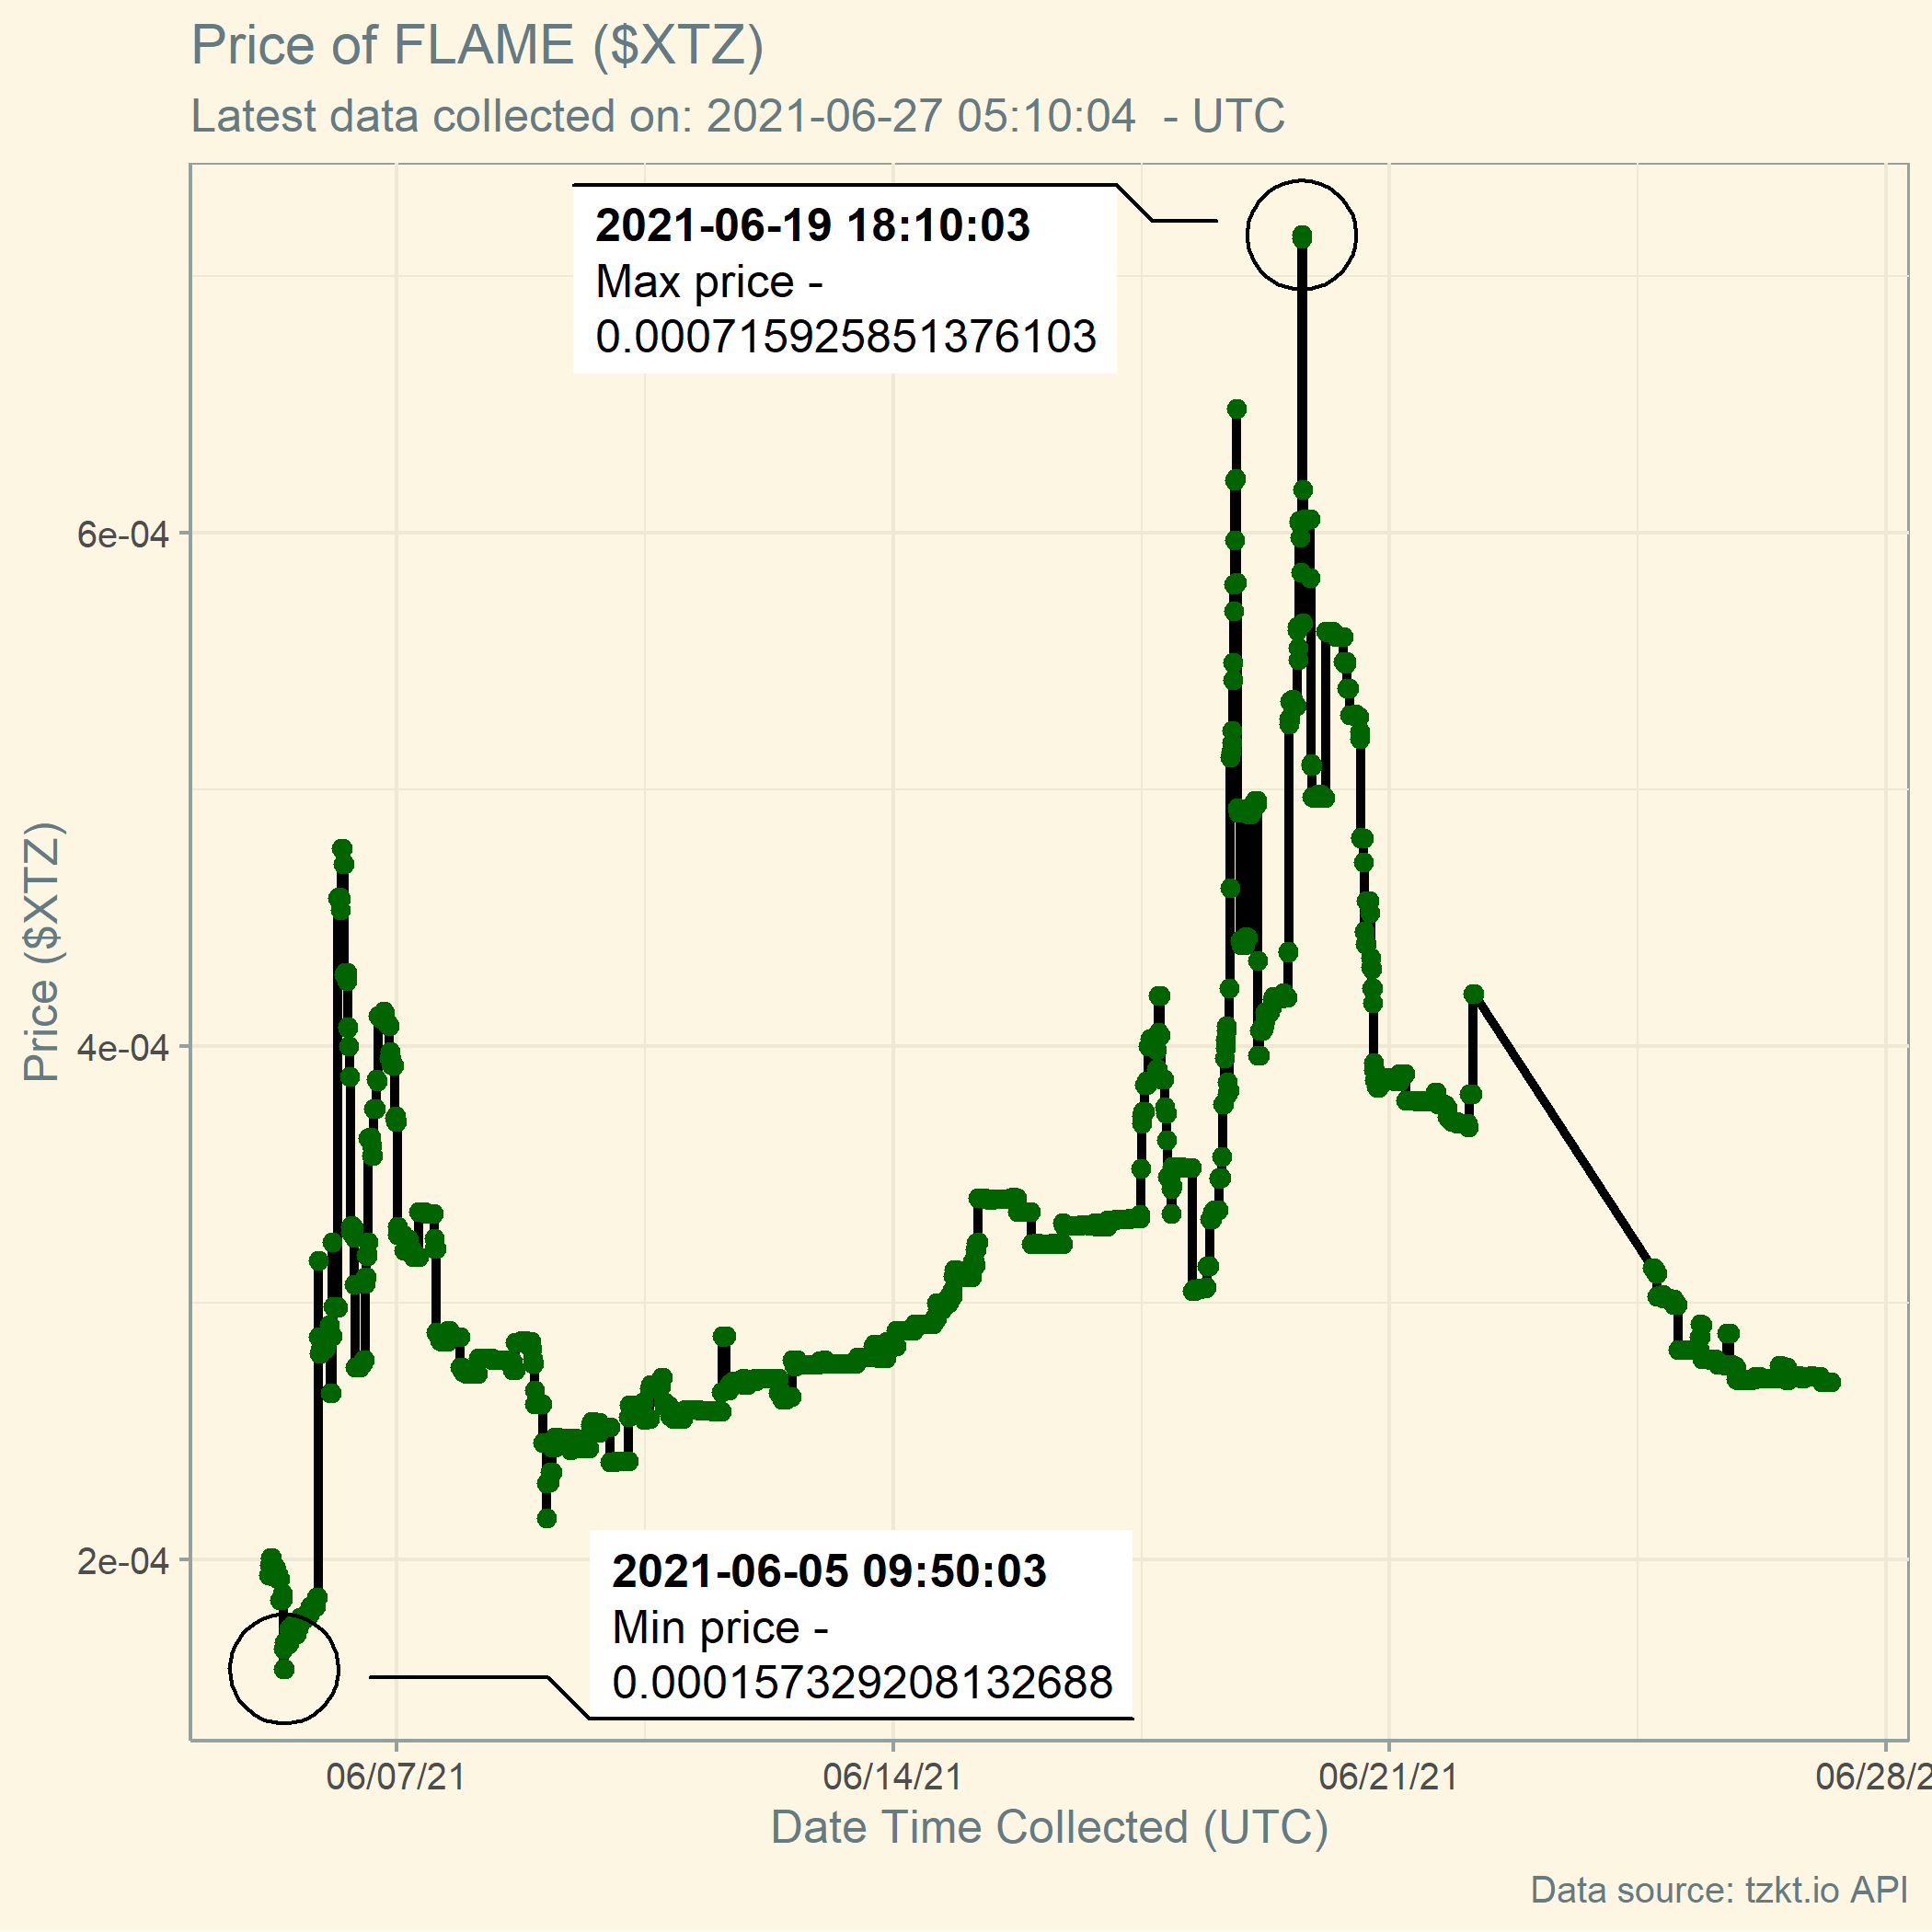 Price of FLAME ($XTZ)
Latest data collected on: 2021-06-27 05:10:04  - UTC
2021-06-19 18:10:03
Max price -
0.000715925851376103
6e-04
4e-04
2e-04
Price ($XTZ)
2021-06-05 09:50:03
Min price -
0.000157329208132688
06/07/21
06/14/21
06/21/21
06/28/2
Date Time Collected (UTC)
Data source: tzkt.io API